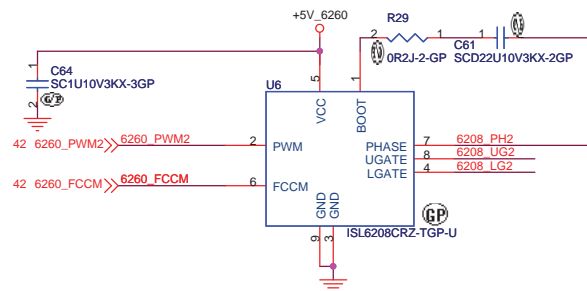 +5V_6260
R29
2
1
1
0R2J-2-GP
C61
SCD22U10V3KX-2GP
1
C64
SC1U10V3KX-3GP
2
G/P
U6
5
1
VCC
BOOT
42 6260_PWM2
6260_PWM2
2
PWM
PHASE
7
6208_PH2
UGATE
8
6208_UG2
LGATE
4
6208_LG2
42 6260_FCCM
6260_FCCM
6
FCCM
GND
GND
GP
9
3
ISL6208CRZ-TGP-U